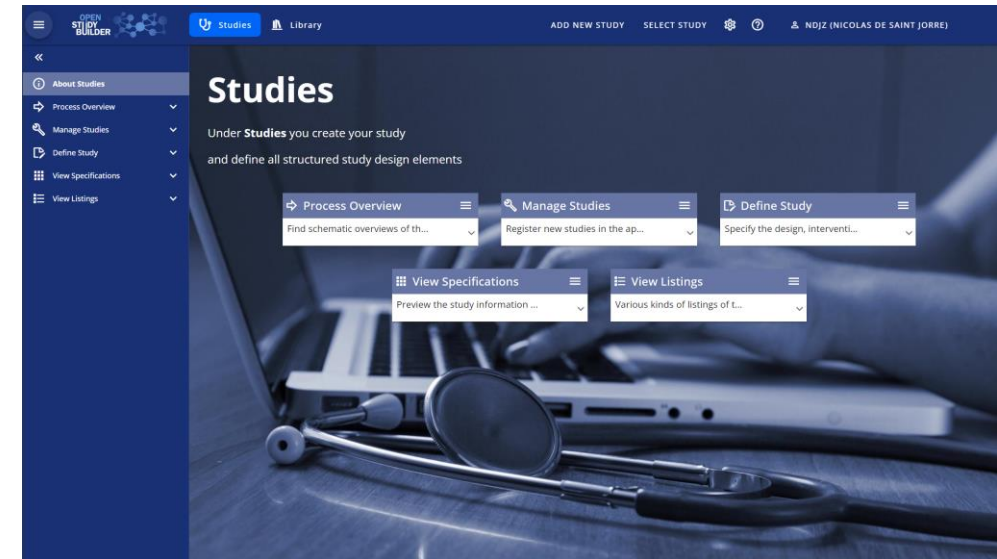 OPEN
STUDY
BUILDER
Studies
Library
ADD NEW STUDY
SELECT STUDY
NDJZ (NICOLAS DE SAINT JORRE)
About Studies
Process Overview
Manage Studies
Define Study
View Specifications
View Listings
Studies
Under Studies you create your study
and define all structured study design elements
Process Overview
Find schematic overviews of th...
Manage Studies
Register new studies in the ap...
Define Study
Specify the design, interventi...
View Specifications
Preview the study information ...
View Listings
Various kinds of listings of t...